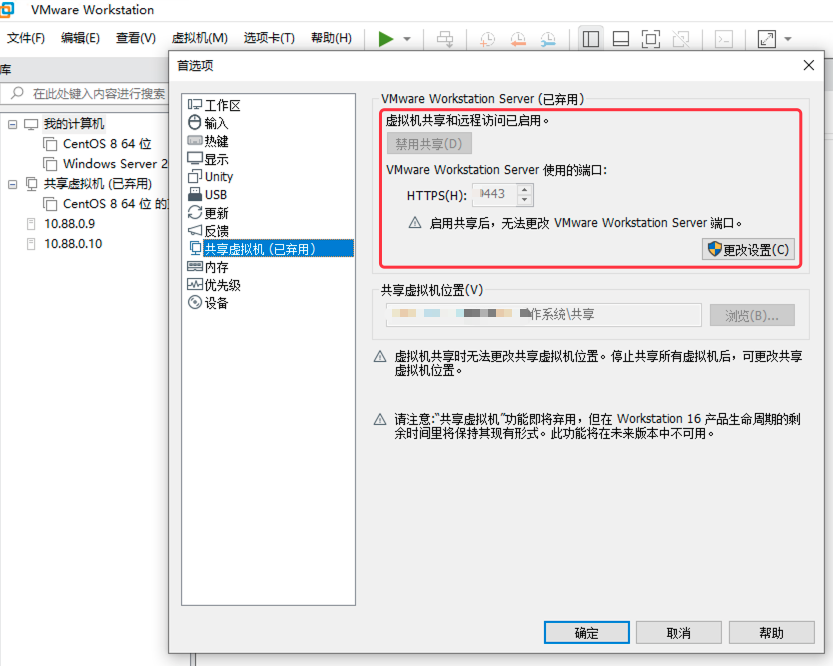 VMware Workstation
文件(F) 编辑(E) 查看(V) 虚拟机(M) 选项卡(T) 帮助(H)
库
在此处键入内容进行搜索
我的计算机
CentOS 8 64 位
Windows Server 2
共享虚拟机 (已弃用)
CentOS 8 64 位 的
10.88.0.9
10.88.0.10
首选项
工作区
输入
热键
显示
Unity
USB
更新
反馈
共享虚拟机 (已弃用)
内存
优先级
设备
VMware Workstation Server (已弃用)
虚拟机共享和远程访问已启用。
禁用共享(D)
VMware Workstation Server 使用的端口:
HTTPS(H): 443
启用共享后，无法更改 VMware Workstation Server 端口。
更改设置(C)
共享虚拟机位置(V)
作系统\共享
浏览(B)...
虚拟机共享时无法更改共享虚拟机位置。停止共享所有虚拟机后，可更改共享
虚拟机位置。
请注意:“共享虚拟机”功能即将弃用，但在 Workstation 16 产品生命周期的剩
余时间里将保持其现有形式。此功能将在未来版本中不可用。
确定 取消 帮助